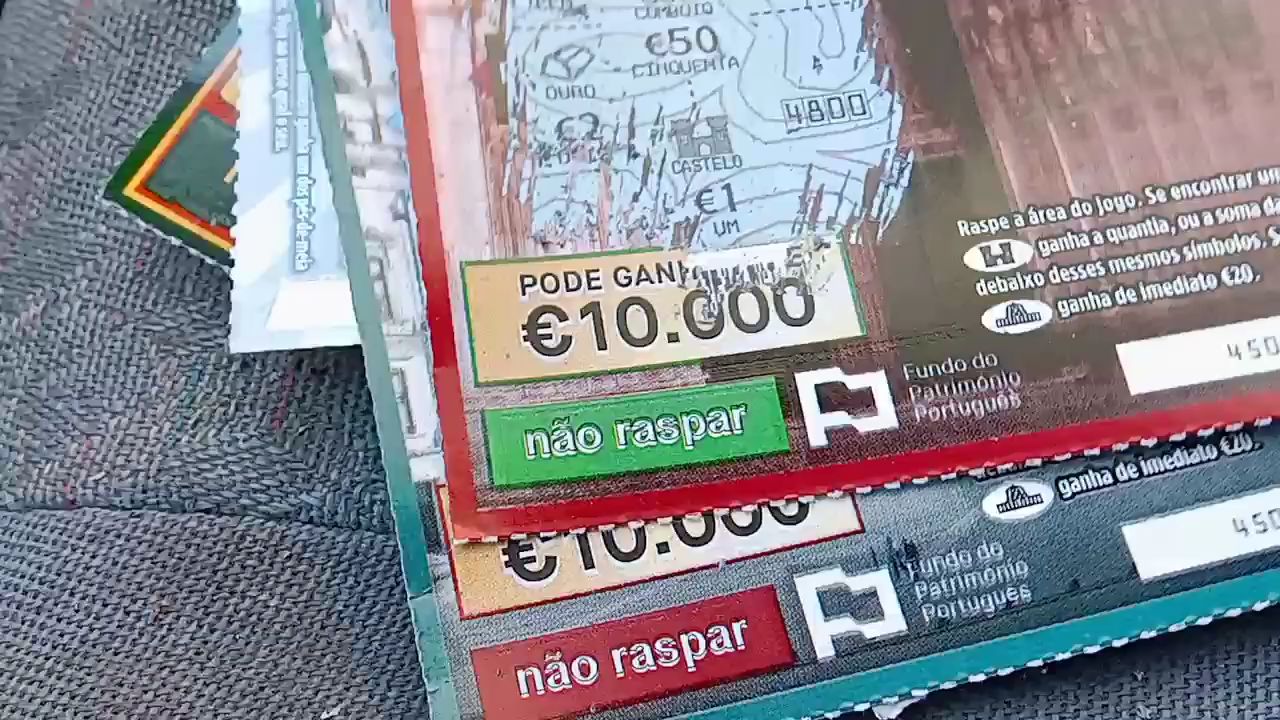 €50
CINQUENTA
OURO
€2
4800
CASTELO
€1
UM
PODE GANH
€10.000
não raspar
Fundo do
Património
Português
Raspe a área do jogo. Se encontrar um
ganha a quantia, ou a soma da
debaixo desses mesmos símbolos. S
ganha de imediato €20.
450
€10.000
não raspar
Fundo do
Património
Português
ganha de imediato €20.
450